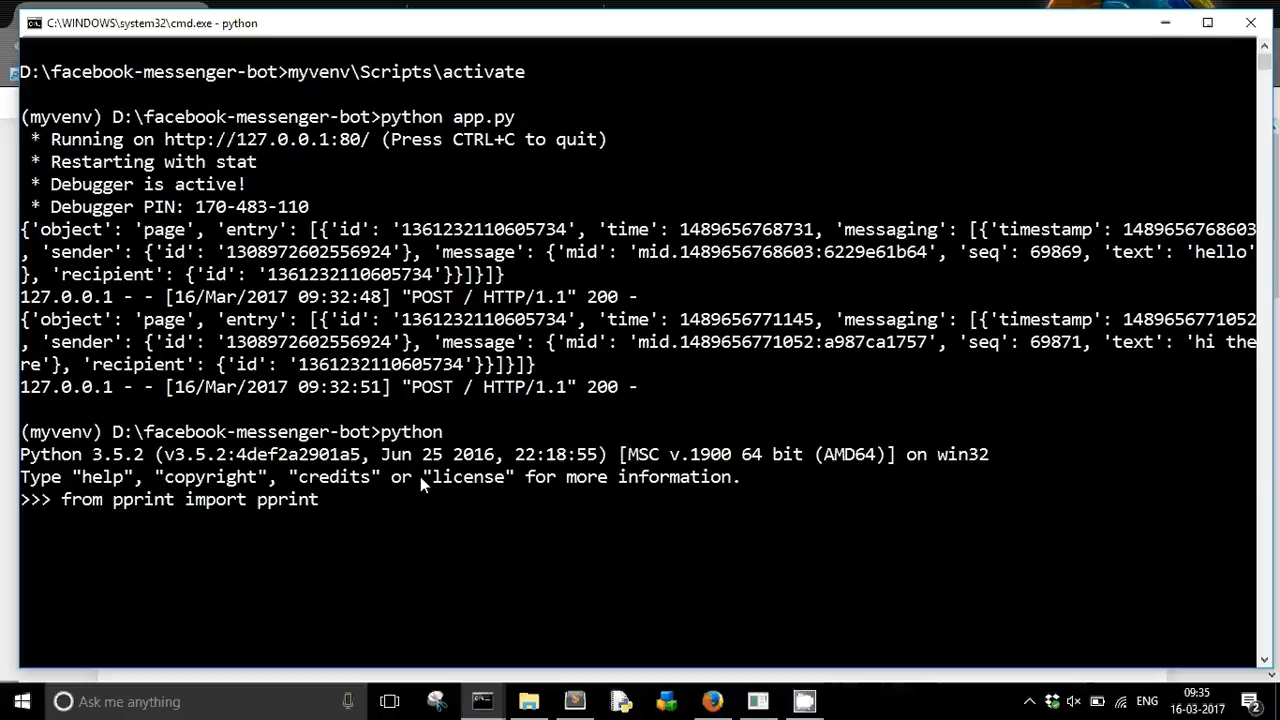 C:\WINDOWS\system32\cmd.exe - python
D:\facebook-messenger-bot>myvenv\Scripts\activate
(myvenv) D:\facebook-messenger-bot>python app.py
 * Running on http://127.0.0.1:80/ (Press CTRL+C to quit)
 * Restarting with stat
 * Debugger is active!
 * Debugger PIN: 170-483-110
{'object': 'page', 'entry': [{'id': '1361232110605734', 'time': 1489656768731, 'messaging': [{'timestamp': 1489656768603
, 'sender': {'id': '1308972602556924'}, 'message': {'mid': 'mid.1489656768603:6229e61b64', 'seq': 69869, 'text': 'hello'
}, 'recipient': {'id': '1361232110605734'}}]}]}
127.0.0.1 - - [16/Mar/2017 09:32:48] "POST / HTTP/1.1" 200 -
{'object': 'page', 'entry': [{'id': '1361232110605734', 'time': 1489656771145, 'messaging': [{'timestamp': 1489656771052
, 'sender': {'id': '1308972602556924'}, 'message': {'mid': 'mid.1489656771052:a987ca1757', 'seq': 69871, 'text': 'hi the
re'}, 'recipient': {'id': '1361232110605734'}}]}]}
127.0.0.1 - - [16/Mar/2017 09:32:51] "POST / HTTP/1.1" 200 -
(myvenv) D:\facebook-messenger-bot>python
Python 3.5.2 (v3.5.2:4def2a2901a5, Jun 25 2016, 22:18:55) [MSC v.1900 64 bit (AMD64)] on win32
Type "help", "copyright", "credits" or "license" for more information.
>>> from pprint import pprint
Ask me anything
ENG
09:35
16-03-2017
2